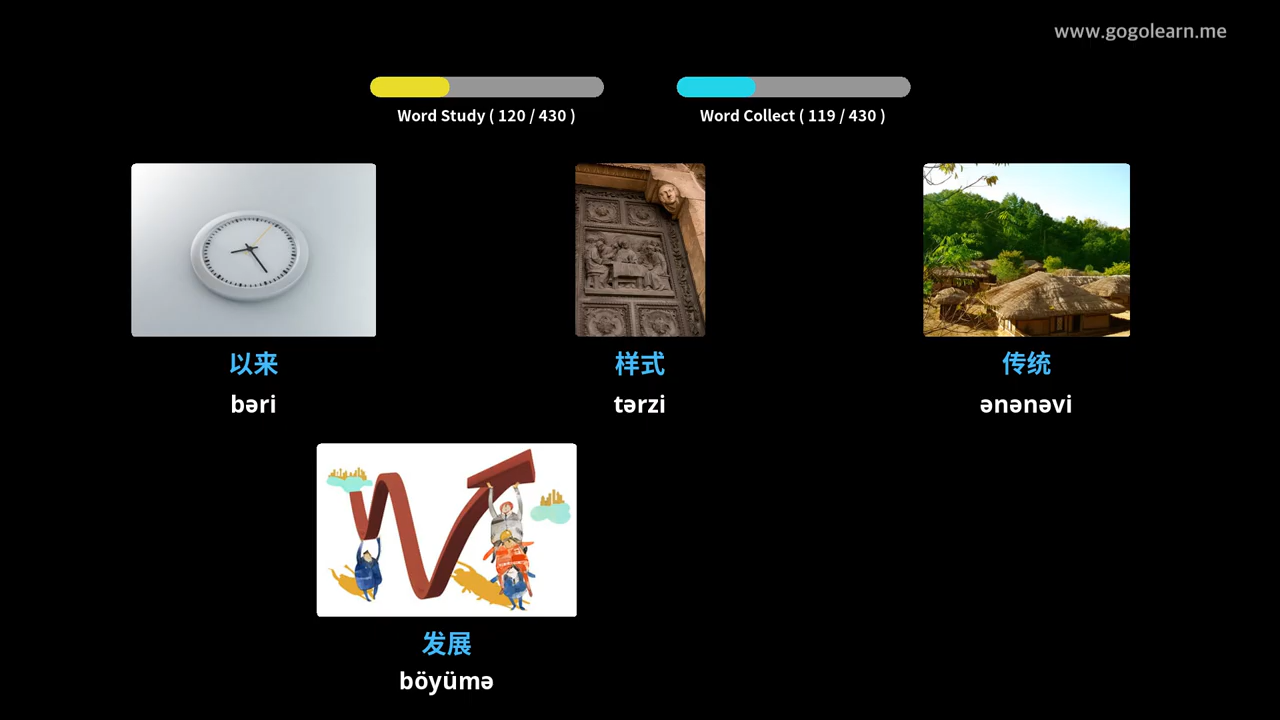 www.gogolearn.me
Word Study ( 120 / 430 )
Word Collect ( 119 / 430 )
以来
样式
传统
bəri
tərzi
ənənəvi
发展
böyümə